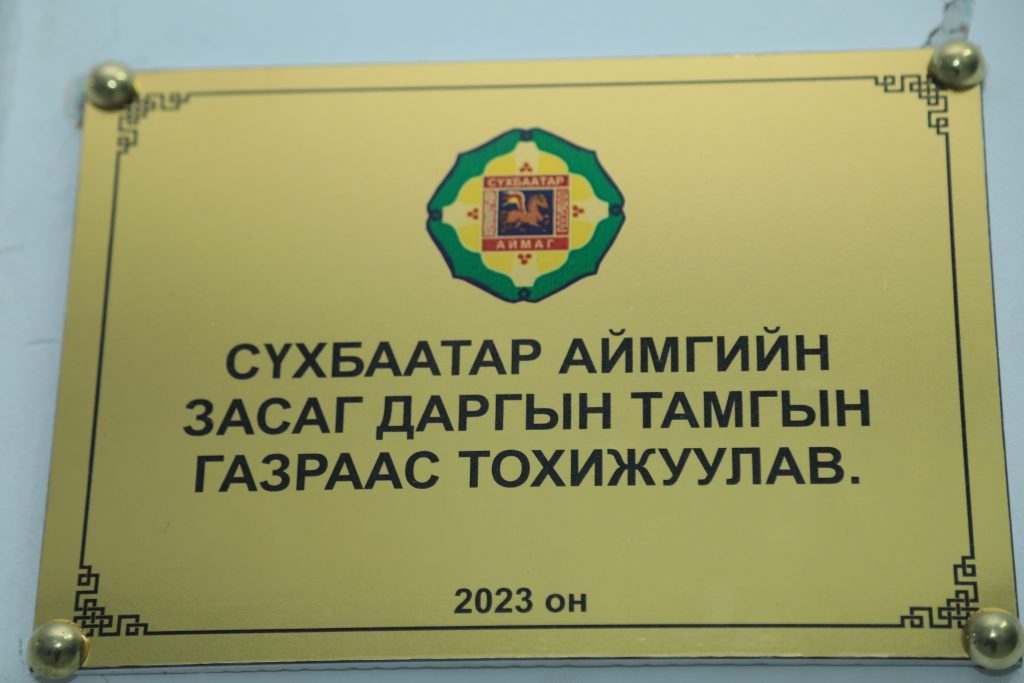 СҮХБААТАР
АЙМАГ
СҮХБААТАР АЙМГИЙН
ЗАСАГ ДАРГЫН ТАМГЫН
ГАЗРААС ТОХИЖУУЛАВ.
2023 он